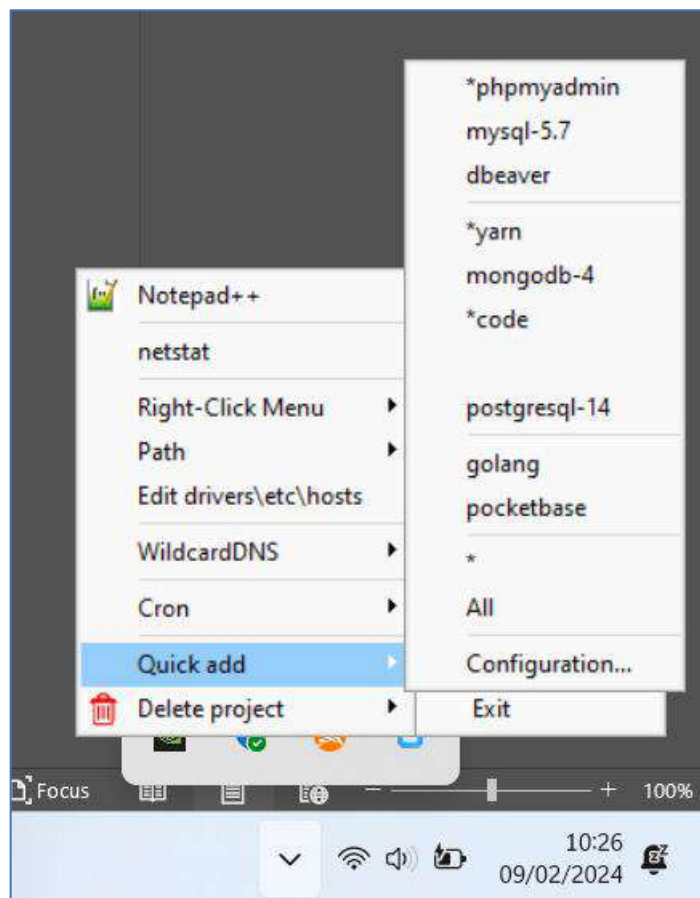 *phpmyadmin
mysql-5.7
dbeaver
*yarn
mongodb-4
*code
postgresql-14
golang
pocketbase
*
All
Configuration...
Notepad++
netstat
Right-Click Menu
Path
Edit drivers\etc\hosts
WildcardDNS
Cron
Quick add
Delete project
Exit
Focus
100%
10:26
09/02/2024